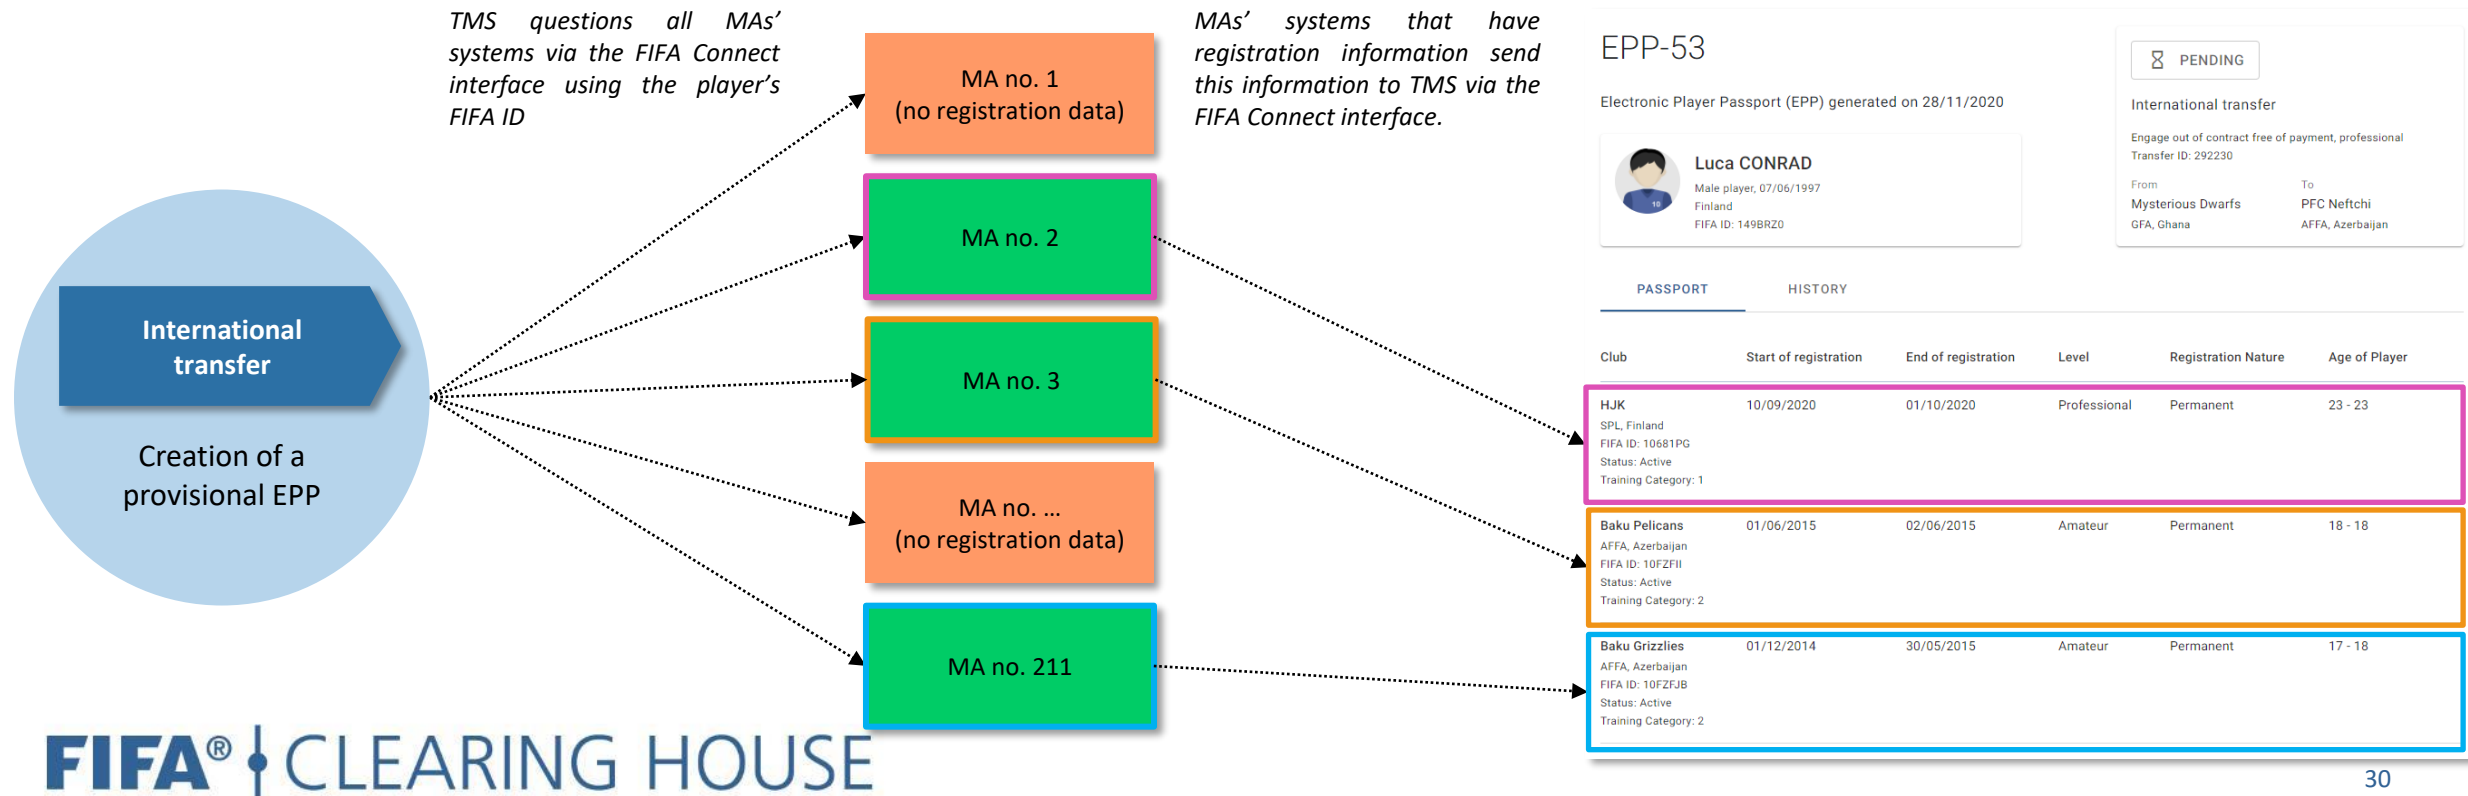 TMS questions all MAs'
systems via the FIFA Connect
interface using the player's
FIFA ID
International
transfer
Creation of a
provisional EPP
MA no. 1
(no registration data)
MA no. 2
MA no. 3
MA no. ...
(no registration data)
MA no. 211
MAs' systems that have
registration information send
this information to TMS via the
FIFA Connect interface.
EPP-53
Electronic Player Passport (EPP) generated on 28/11/2020
Luca CONRAD
Male player, 07/06/1997
Finland
FIFA ID: 149BRZ0
10
PENDING
International transfer
Engage out of contract free of payment, professional
Transfer ID: 292230
From To
Mysterious Dwarfs PFC Neftchi
GFA, Ghana AFFA, Azerbaijan
PASSPORT HISTORY
Club Start of registration End of registration Level Registration Nature Age of Player
HJK 10/09/2020 01/10/2020 Professional Permanent 23 - 23
SPL, Finland
FIFA ID: 10681PG
Status: Active
Training Category: 1
Baku Pelicans 01/06/2015 02/06/2015 Amateur Permanent 18 - 18
AFFA, Azerbaijan
FIFA ID: 10FZFII
Status: Active
Training Category: 2
Baku Grizzlies 01/12/2014 30/05/2015 Amateur Permanent 17 - 18
AFFA, Azerbaijan
FIFA ID: 10FZFJB
Status: Active
Training Category: 2
FIFA® CLEARING HOUSE
30